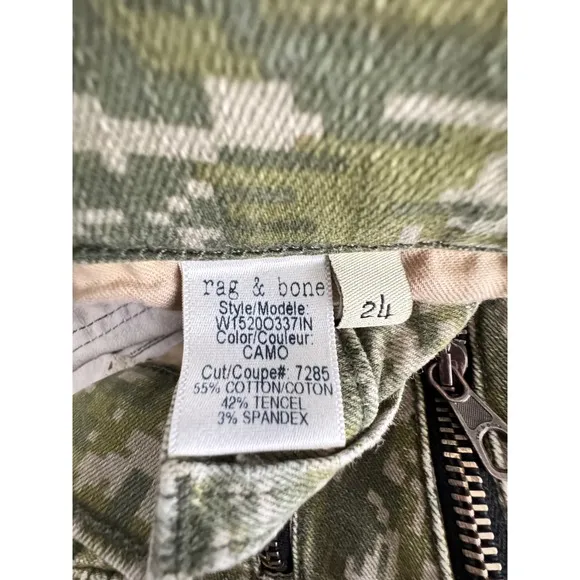 rag & bone
Style/Modèle:
W1520O337IN
Color/Couleur:
CAMO
Cut/Coupe#: 7285
55% COTTON/COTON
42% TENCEL
3% SPANDEX
24